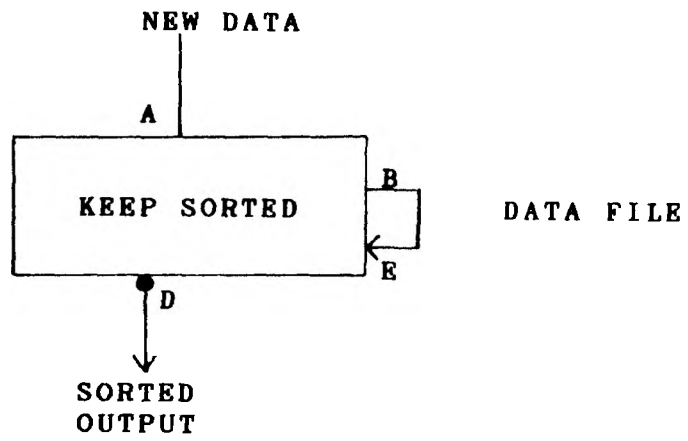 NEW DATA
A
B
KEEP SORTED
DATA FILE
E
D
SORTED
OUTPUT